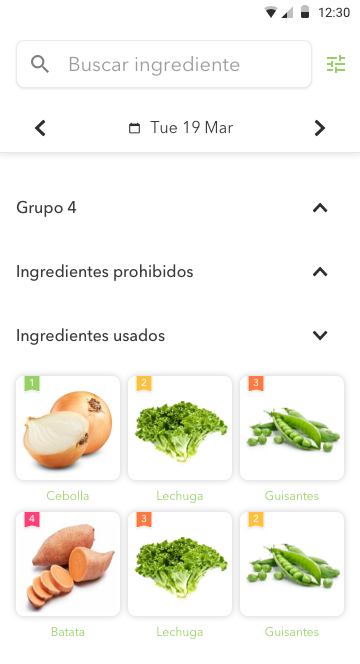 12:30
Buscar ingrediente
Tue 19 Mar
Grupo 4
Ingredientes prohibidos
Ingredientes usados
1 2 3
Cebolla Lechuga Guisantes
4 3 2
Batata Lechuga Guisantes